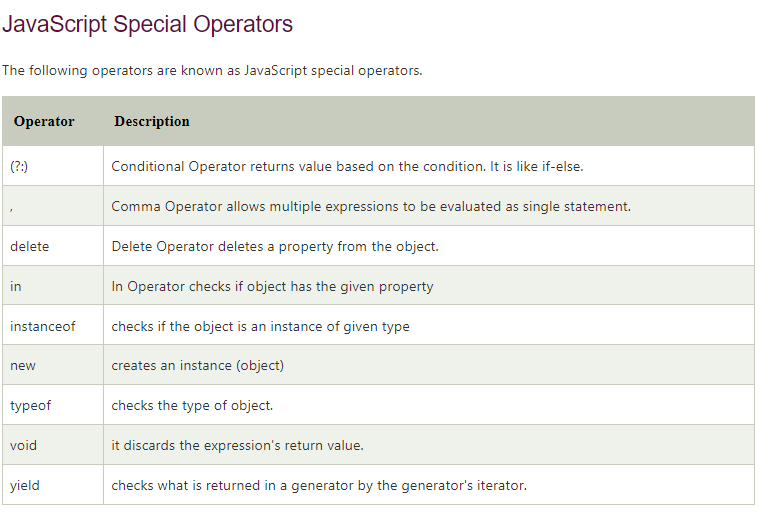 JavaScript Special Operators
The following operators are known as JavaScript special operators.
Operator Description
(?:) Conditional Operator returns value based on the condition. It is like if-else.
, Comma Operator allows multiple expressions to be evaluated as single statement.
delete Delete Operator deletes a property from the object.
in In Operator checks if object has the given property
instanceof checks if the object is an instance of given type
new creates an instance (object)
typeof checks the type of object.
void it discards the expression's return value.
yield checks what is returned in a generator by the generator's iterator.